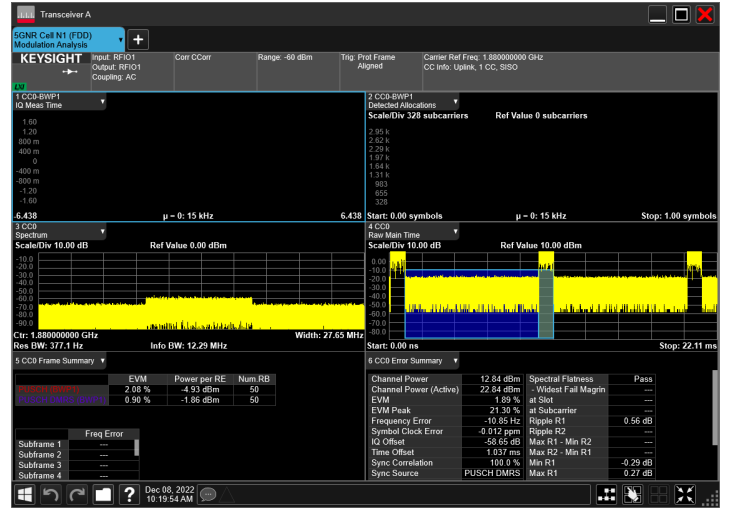 Transceiver A
5GNR Cell N1 (FDD)
Modulation Analysis
KEYSIGHT
LXI
Input: RFIO1
Output: RFIO1
Coupling: AC
Corr CCorr
Range: -60 dBm
Trig: Prot Frame
Aligned
Carrier Ref Freq: 1.880000000 GHz
CC Info: Uplink, 1 CC, SISO
1 CC0-BWP1
IQ Meas Time
1.60
1.20
800 m
400 m
0
-400 m
-800 m
-1.20
-1.60
-6.438
µ = 0: 15 kHz
6.438
2 CC0-BWP1
Detected Allocations
Scale/Div 328 subcarriers
Ref Value 0 subcarriers
2.95 k
2.62 k
2.29 k
1.97 k
1.64 k
1.31 k
983
655
328
Start: 0.00 symbols
µ = 0: 15 kHz
Stop: 1.00 symbols
3 CC0
Spectrum
Scale/Div 10.00 dB
Ref Value 0.00 dBm
-10.0
-20.0
-30.0
-40.0
-50.0
-60.0
-70.0
-80.0
-90.0
Ctr: 1.880000000 GHz
Width: 27.65 MHz
Res BW: 377.1 Hz
Info BW: 12.29 MHz
4 CC0
Raw Main Time
Scale/Div 10.00 dB
Ref Value 10.00 dBm
0.00
-10.0
-20.0
-30.0
-40.0
-50.0
-60.0
-70.0
-80.0
Start: 0.00 ns
Stop: 22.11 ms
5 CC0 Frame Summary
EVM Power per RE Num.RB
2.08 % -4.93 dBm 50
0.90 % -1.86 dBm 50
Freq Error
Subframe 1 ---
Subframe 2 ---
Subframe 3 ---
Subframe 4 ---
6 CC0 Error Summary
Channel Power 12.84 dBm Spectral Flatness Pass
Channel Power (Active) 22.84 dBm - Widest Fail Magrin ---
EVM 1.89 % at Slot ---
EVM Peak 21.30 % at Subcarrier ---
Frequency Error -10.85 Hz Ripple R1 0.56 dB
Symbol Clock Error -0.012 ppm Ripple R2 ---
IQ Offset -58.65 dB Max R1 - Min R2 ---
Time Offset 1.037 ms Max R2 - Min R1 ---
Sync Correlation 100.0 % Min R1 -0.29 dB
Sync Source PUSCH DMRS Max R1 0.27 dB
Dec 08, 2022
10:19:54 AM